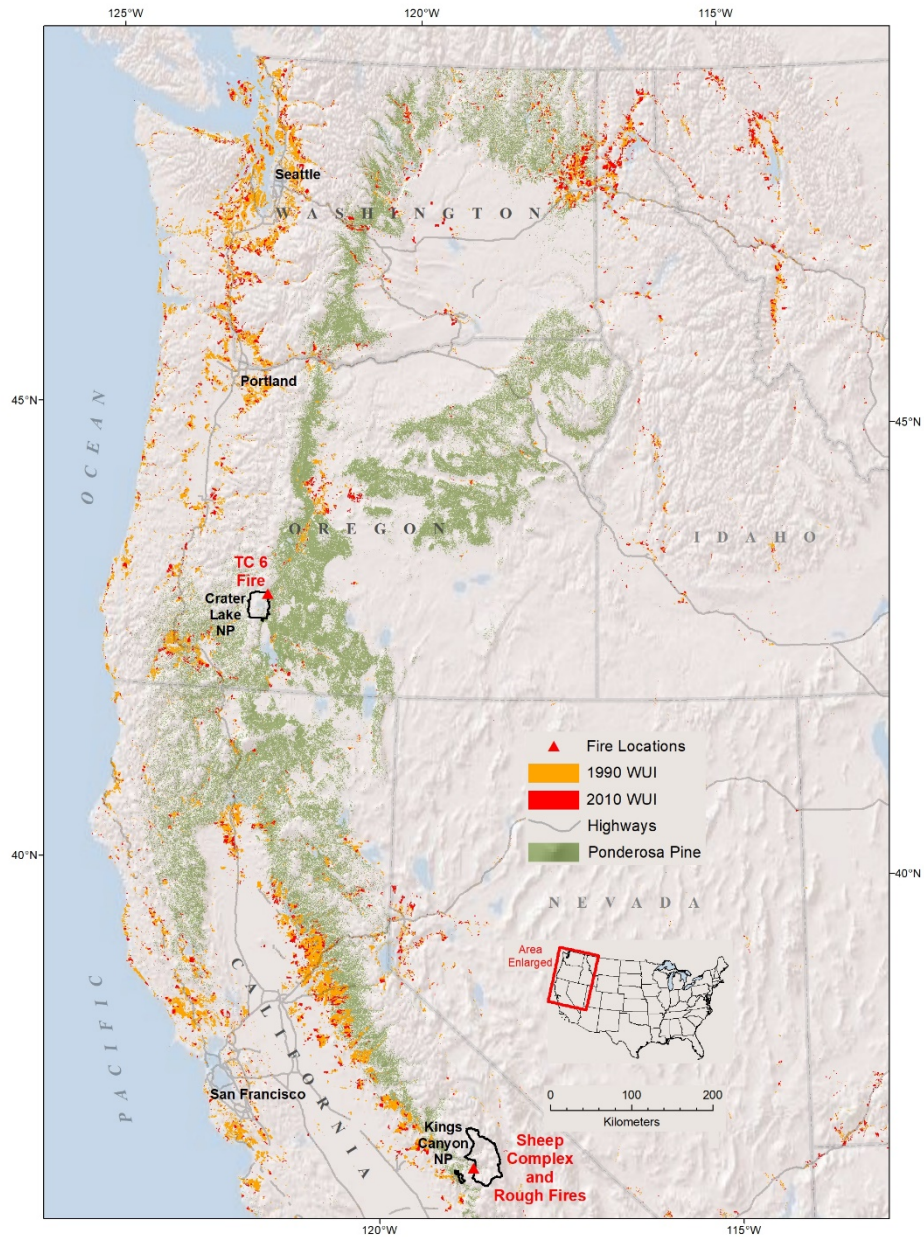 125°W
120°W
115°W
Seattle
WASHINGTON
Portland
45°N
45°N
OCEAN
OREGON
IDAHO
TC 6
Fire
Crater
Lake
NP
Fire Locations
1990 WUI
2010 WUI
Highways
Ponderosa Pine
40°N
40°N
NEVADA
Area
Enlarged
CALIFORNIA
PACIFIC
0
100
200
Kilometers
San Francisco
Kings
Canyon
NP
Sheep
Complex
and
Rough Fires
120°W
115°W